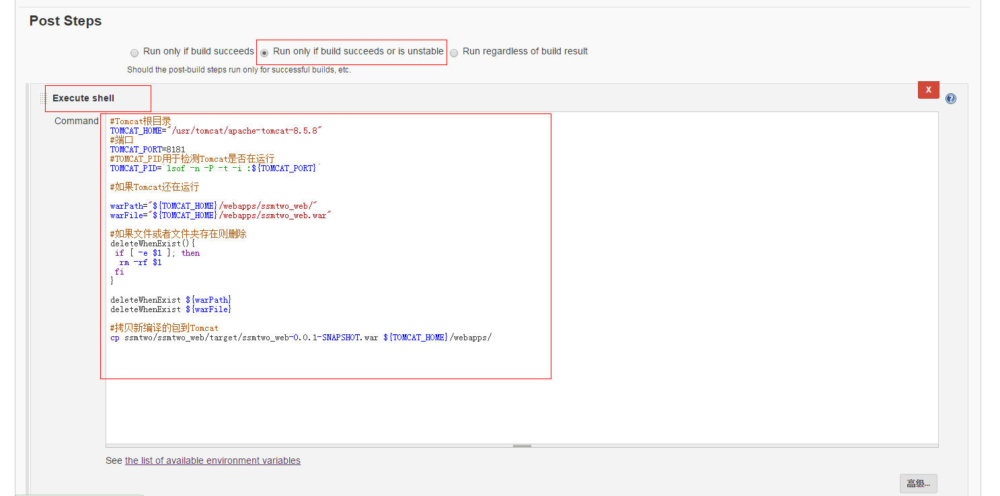 Post Steps
Run only if build succeeds Run only if build succeeds or is unstable Run regardless of build result
Should the post-build steps run only for successful builds, etc.
Execute shell
X
?
Command
#Tomcat根目录
TOMCAT_HOME="/usr/tomcat/apache-tomcat-8.5.8"
#端口
TOMCAT_PORT=8181
#TOMCAT_PID用于检测Tomcat是否在运行
TOMCAT_PID=`lsof -n -P -t -i :${TOMCAT_PORT}`
#如果Tomcat还在运行
warPath="${TOMCAT_HOME}/webapps/ssmtwo_web/"
warFile="${TOMCAT_HOME}/webapps/ssmtwo_web.war"
#如果文件或者文件夹存在则删除
deleteWhenExist(){
if [ -e $1 ]; then
rm -rf $1
fi
}
deleteWhenExist ${warPath}
deleteWhenExist ${warFile}
#拷贝新编译的包到Tomcat
cp ssmtwo/ssmtwo_web/target/ssmtwo_web-0.0.1-SNAPSHOT.war ${TOMCAT_HOME}/webapps/
See the list of available environment variables
高级...